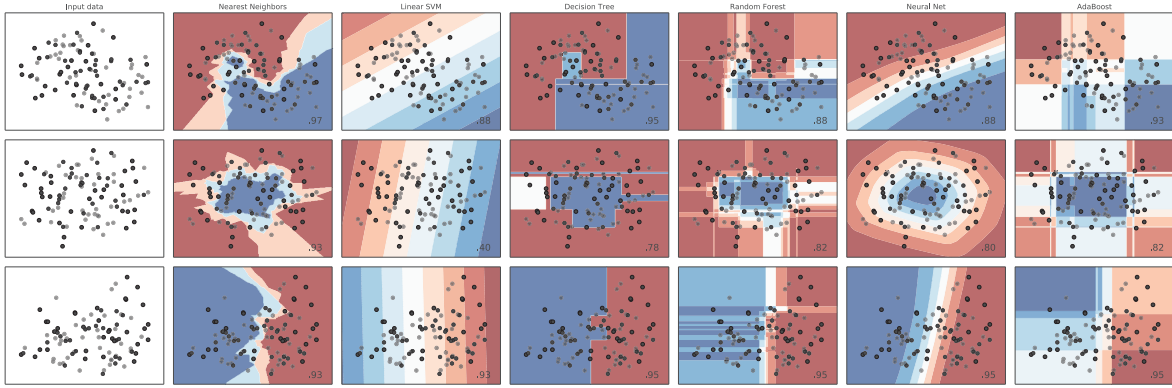 Input data
Nearest Neighbors
Linear SVM
Decision Tree
Random Forest
Neural Net
AdaBoost
.97
.88
.95
.88
.88
.93
.93
.40
.78
.82
.80
.82
.93
.93
.95
.95
.95
.95